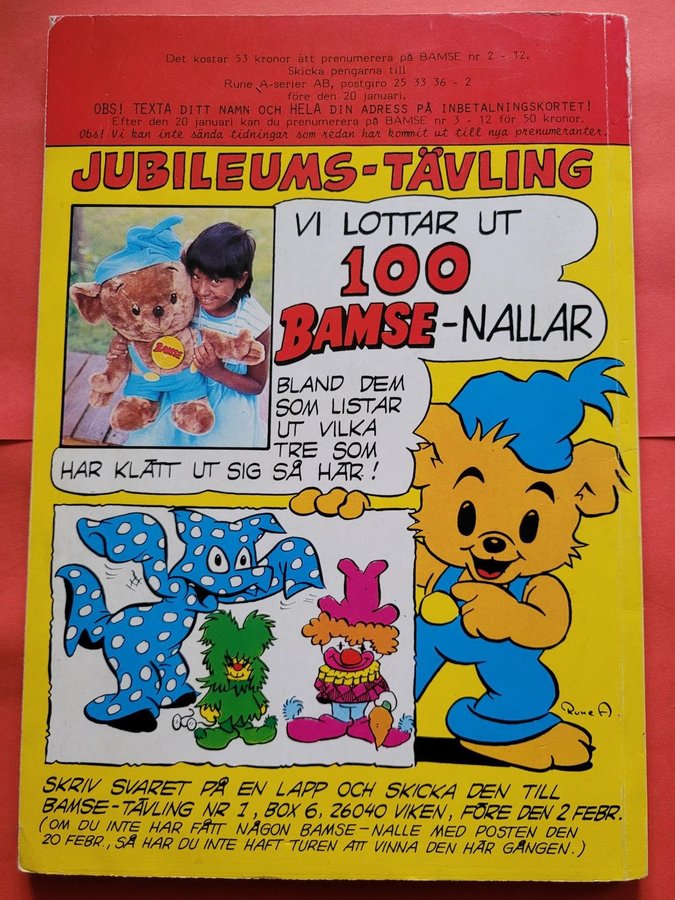 Det kostar 53 kronor att prenumerera på BAMSE nr 2 - 12.
Skicka pengarna till
Rune A-serier AB, postgiro 25 33 36 - 2
före den 20 januari.
OBS! TEXTA DITT NAMN OCH HELA DIN ADRESS PÅ INBETALNINGSKORTET!
Efter den 20 januari kan du prenumerera på BAMSE nr 3 - 12 för 50 kronor.
Obs! Vi kan inte sända tidningar som redan har kommit ut till nya prenumeranter.
JUBILEUMS-TÄVLING
VI LOTTAR UT
100
BAMSE-NALLAR
BAMSE
BLAND DEM
SOM LISTAR
UT VILKA
TRE SOM
HAR KLÄTT UT SIG SÅ HÄR!
Rune A.
SKRIV SVARET PÅ EN LAPP OCH SKICKA DEN TILL
BAMSE-TÄVLING NR 1, BOX 6, 26040 VIKEN, FÖRE DEN 2 FEBR.
(OM DU INTE HAR FÅTT NÅGON BAMSE-NALLE MED POSTEN DEN
20 FEBR., SÅ HAR DU INTE HAFT TUREN ATT VINNA DEN HÄR GÅNGEN.)